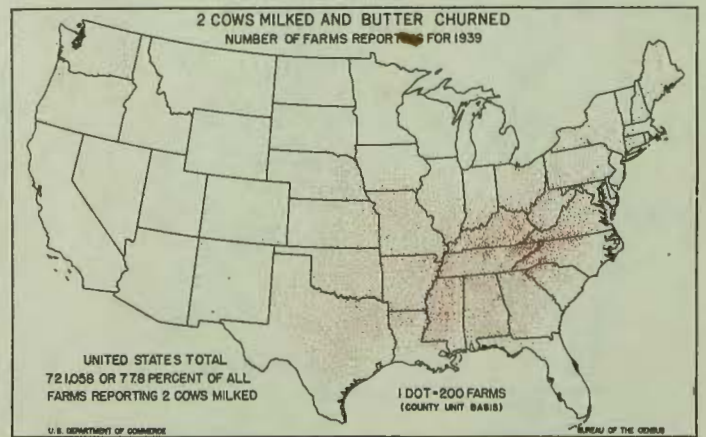 2 COWS MILKED AND BUTTER CHURNED
NUMBER OF FARMS REPORTING FOR 1939
UNITED STATES TOTAL
721,058 OR 77.8 PERCENT OF ALL
FARMS REPORTING 2 COWS MILKED
1 DOT=200 FARMS
(COUNTY UNIT BASIS)
U.S. DEPARTMENT OF COMMERCE
BUREAU OF THE CENSUS